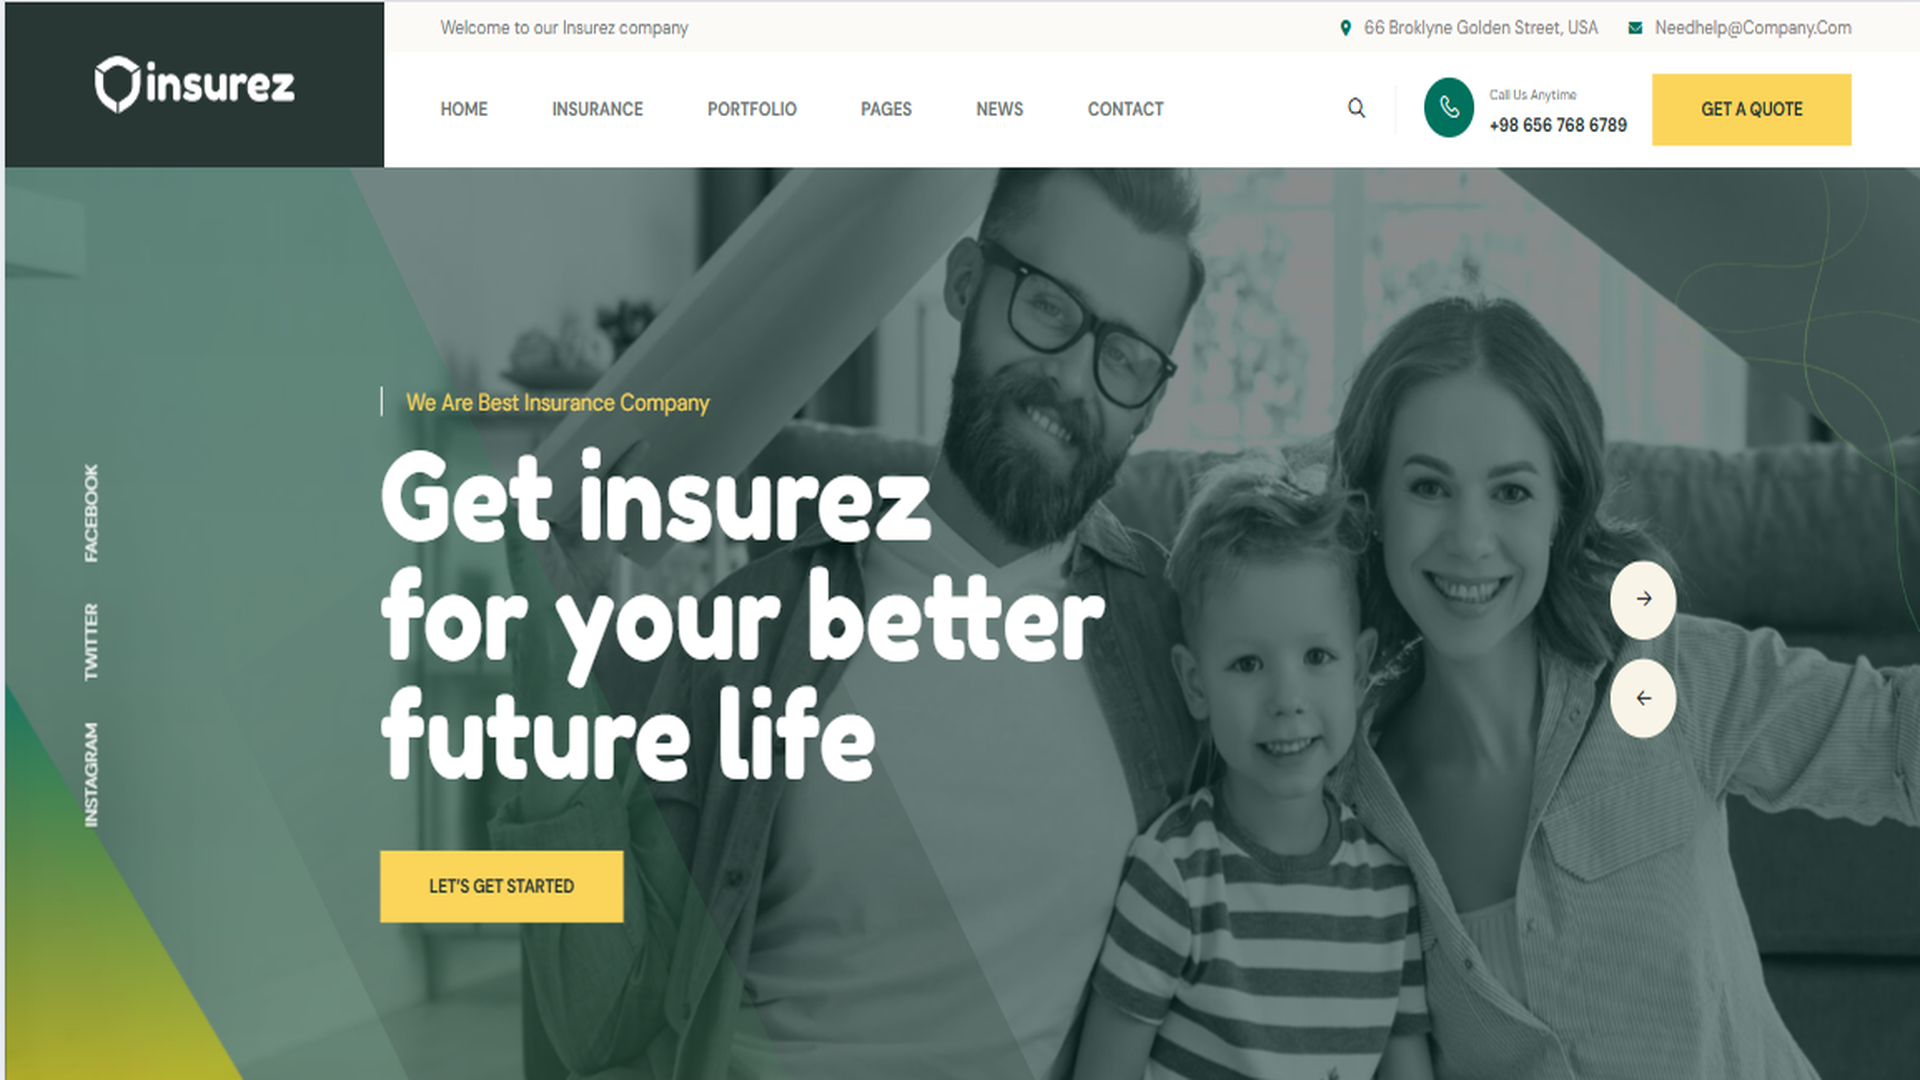 insurez
Welcome to our Insurez company
66 Broklyne Golden Street, USA
Needhelp@Company.Com
HOME
INSURANCE
PORTFOLIO
PAGES
NEWS
CONTACT
Call Us Anytime
+98 656 768 6789
GET A QUOTE
We Are Best Insurance Company
Get insurez
for your better
future life
LET'S GET STARTED
FACEBOOK
TWITTER
INSTAGRAM